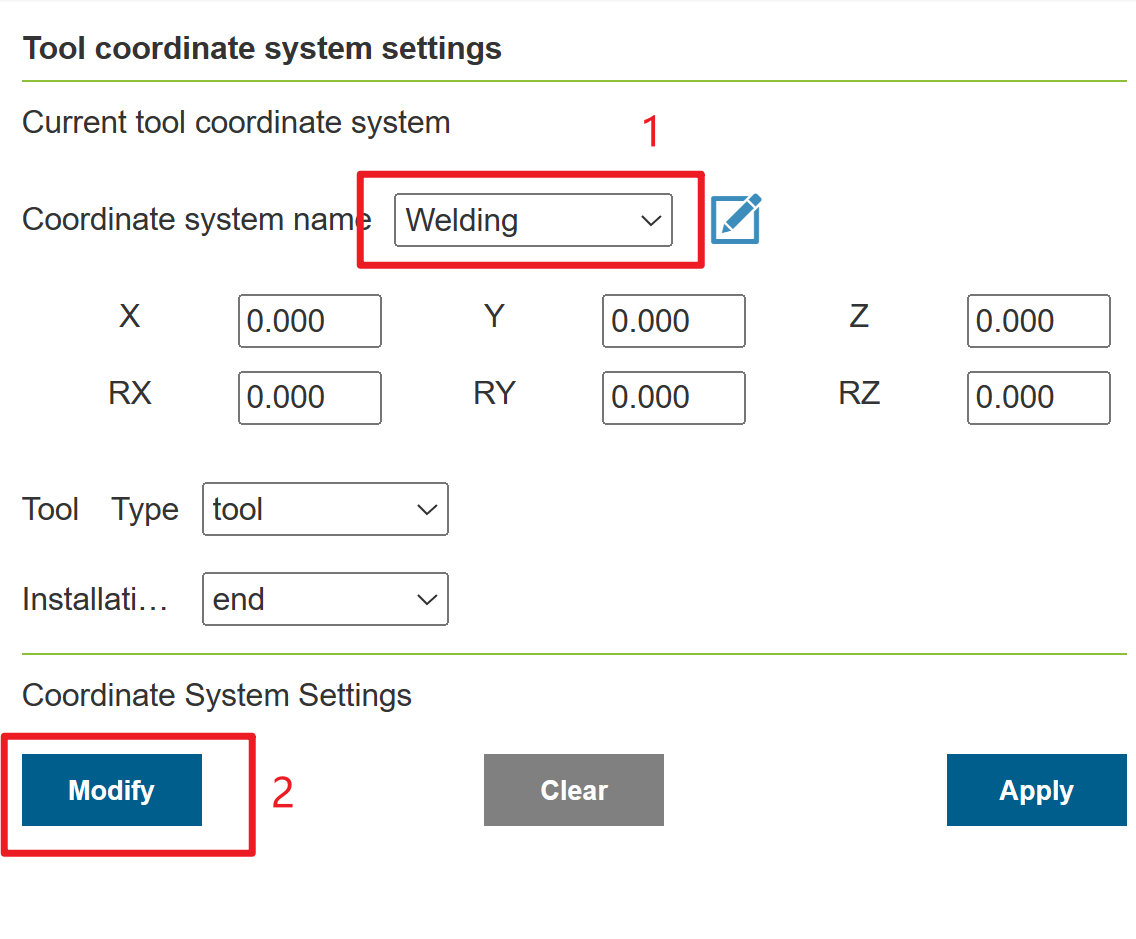 Tool coordinate system settings
Current tool coordinate system
1
Coordinate system name Welding
X 0.000 Y 0.000 Z 0.000
RX 0.000 RY 0.000 RZ 0.000
Tool Type tool
Installati... end
Coordinate System Settings
Modify 2 Clear Apply